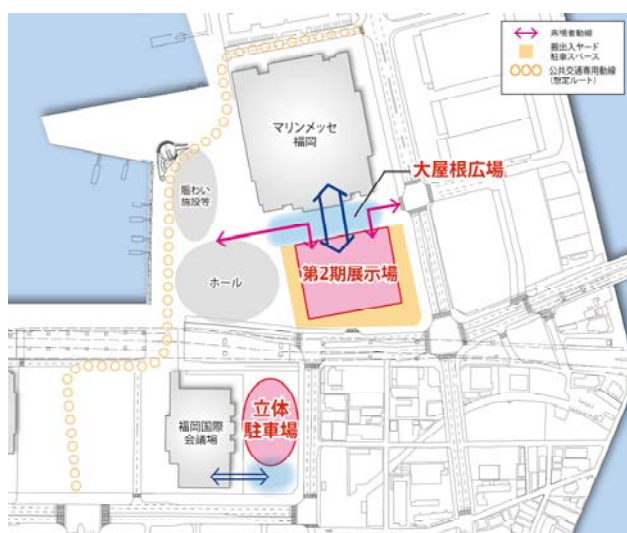 来場者動線
搬出入ヤード
駐車スペース
公共交通専用動線
(想定ルート)
マリンメッセ
福岡
大屋根広場
賑わい
施設等
ホール
第2期展示場
福岡国際
会議場
立体
駐車場